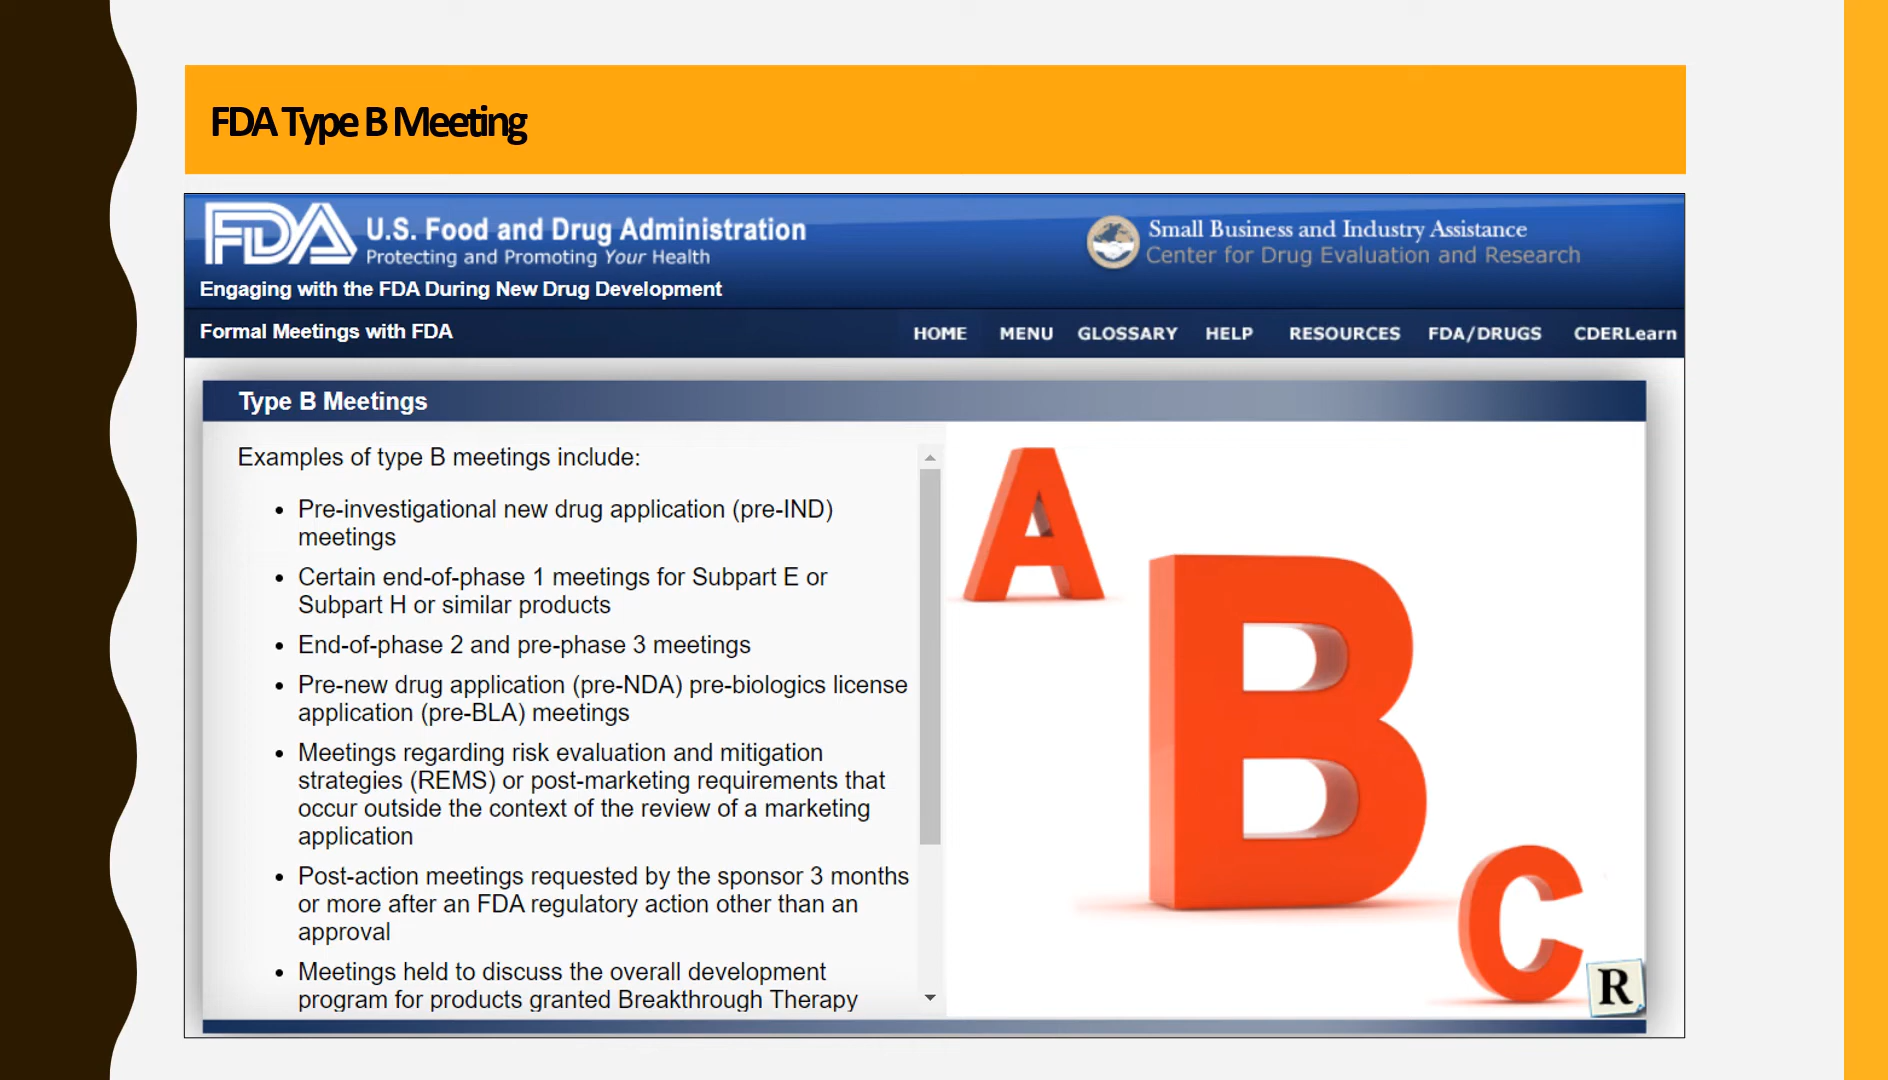 FDA Type B Meeting
FDA U.S. Food and Drug Administration
Protecting and Promoting Your Health
Small Business and Industry Assistance
Center for Drug Evaluation and Research
Engaging with the FDA During New Drug Development
Formal Meetings with FDA
HOME MENU GLOSSARY HELP RESOURCES FDA/DRUGS CDERLearn
Type B Meetings
Examples of type B meetings include:
• Pre-investigational new drug application (pre-IND)
meetings
• Certain end-of-phase 1 meetings for Subpart E or
Subpart H or similar products
• End-of-phase 2 and pre-phase 3 meetings
• Pre-new drug application (pre-NDA) pre-biologics license
application (pre-BLA) meetings
• Meetings regarding risk evaluation and mitigation
strategies (REMS) or post-marketing requirements that
occur outside the context of the review of a marketing
application
• Post-action meetings requested by the sponsor 3 months
or more after an FDA regulatory action other than an
approval
• Meetings held to discuss the overall development
program for products granted Breakthrough Therapy
A
B
C
R